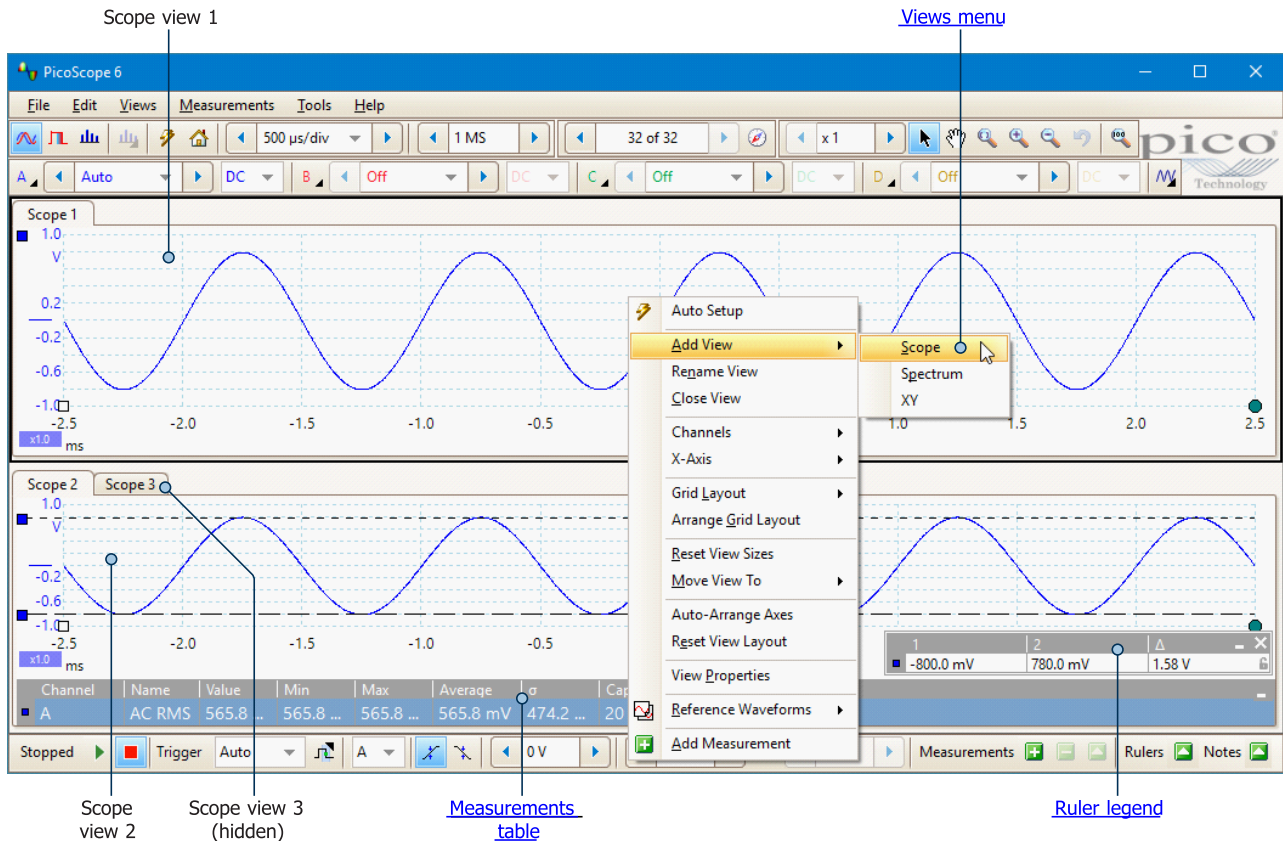 Scope view 1
Views menu
PicoScope 6
File Edit Views Measurements Tools Help
500 µs/div 1 MS 32 of 32 x 1
pico
Technology
A Auto DC B Off DC C Off DC D Off DC
Scope 1
1.0
V
0.2
-0.2
-0.6
-1.0
-2.5 -2.0 -1.5 -1.0 -0.5 1.0 1.5 2.0 2.5
x1.0 ms
Auto Setup
Add View
Rename View
Close View
Channels
X-Axis
Grid Layout
Arrange Grid Layout
Reset View Sizes
Move View To
Auto-Arrange Axes
Reset View Layout
View Properties
Reference Waveforms
Add Measurement
Scope
Spectrum
XY
Scope 2 Scope 3
1.0
V
-0.2
-0.6
-1.0
-2.5 -2.0 -1.5 -1.0 -0.5
x1.0 ms
1 2 Δ
-800.0 mV 780.0 mV 1.58 V
Channel Name Value Min Max Average σ Cap
A AC RMS 565.8 ... 565.8 ... 565.8 ... 565.8 mV 474.2 ... 20
Stopped Trigger Auto A 0 V Measurements Rulers Notes
Scope view 2
Scope view 3 (hidden)
Measurements table
Ruler legend